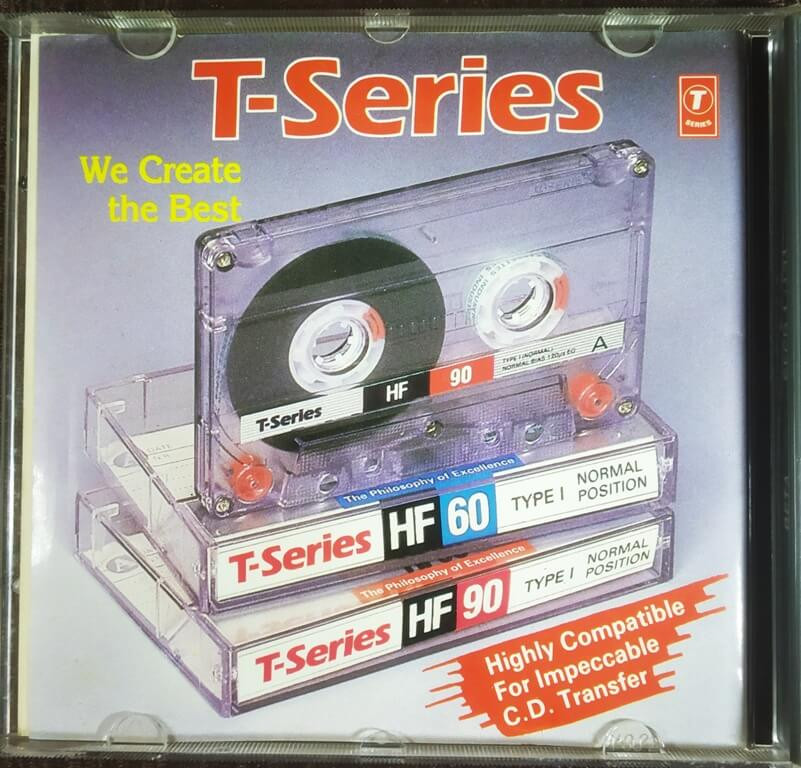 T-Series
T
SERIES
We Create
the Best
TYPE I (NORMAL)
NORMAL BIAS 120µs EQ
A
HF 90
T-Series
The Philosophy of Excellence
T-Series HF 60 TYPE I NORMAL
POSITION
The Philosophy of Excellence
T-Series HF 90 TYPE I NORMAL
POSITION
DATE
N.R.
A
Highly Compatible
For Impeccable
C.D. Transfer